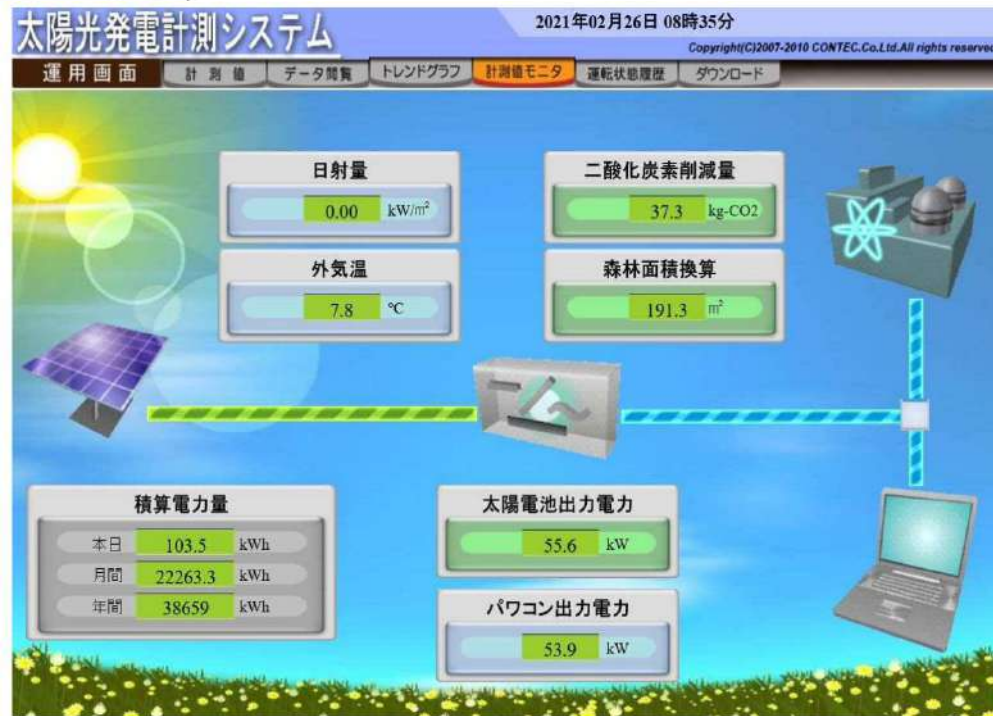 太陽光発電計測システム
2021年02月26日 08時35分
Copyright(C)2007-2010 CONTEC.Co.Ltd.All rights reserved
運用画面 計測値 データ閲覧 トレンドグラフ 計測値モニタ 運転状態履歴 ダウンロード
日射量
0.00 kW/㎡
二酸化炭素削減量
37.3 kg-CO2
外気温
7.8 ℃
森林面積換算
191.3 ㎡
積算電力量
本日 103.5 kWh
月間 22263.3 kWh
年間 38659 kWh
太陽電池出力電力
55.6 kW
パワコン出力電力
53.9 kW